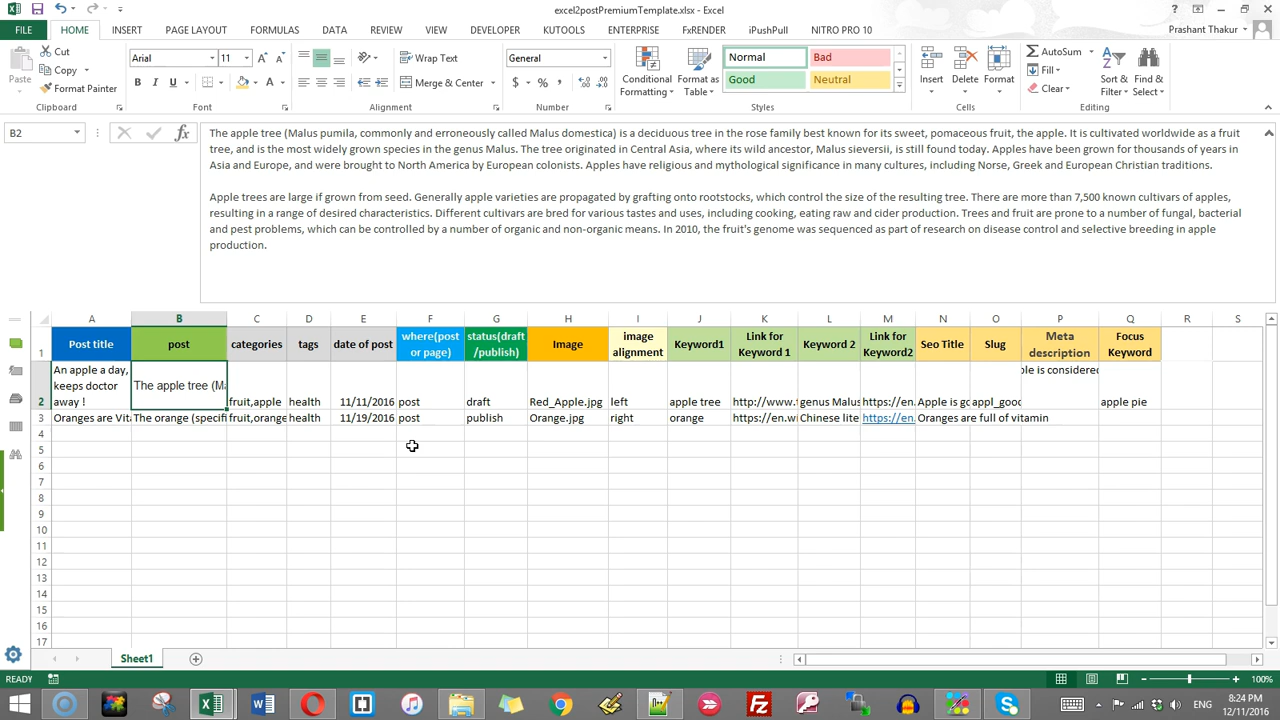 excel2postPremiumTemplate.xlsx - Excel
FILE HOME INSERT PAGE LAYOUT FORMULAS DATA REVIEW VIEW DEVELOPER KUTOOLS ENTERPRISE FxRENDER iPushPull NITRO PRO 10 Prashant Thakur
Paste Cut Copy Format Painter
Clipboard
Arial 11
B I U
Font
Wrap Text
Merge & Center
Alignment
General
$ % ,
Number
Conditional Formatting
Format as Table
Normal Bad
Good Neutral
Styles
Insert Delete Format
Cells
AutoSum
Fill
Clear
Sort & Filter
Find & Select
Editing
B2
fx
The apple tree (Malus pumila, commonly and erroneously called Malus domestica) is a deciduous tree in the rose family best known for its sweet, pomaceous fruit, the apple. It is cultivated worldwide as a fruit
tree, and is the most widely grown species in the genus Malus. The tree originated in Central Asia, where its wild ancestor, Malus sieversii, is still found today. Apples have been grown for thousands of years in
Asia and Europe, and were brought to North America by European colonists. Apples have religious and mythological significance in many cultures, including Norse, Greek and European Christian traditions.
Apple trees are large if grown from seed. Generally apple varieties are propagated by grafting onto rootstocks, which control the size of the resulting tree. There are more than 7,500 known cultivars of apples,
resulting in a range of desired characteristics. Different cultivars are bred for various tastes and uses, including cooking, eating raw and cider production. Trees and fruit are prone to a number of fungal, bacterial
and pest problems, which can be controlled by a number of organic and non-organic means. In 2010, the fruit's genome was sequenced as part of research on disease control and selective breeding in apple
production.
A B C D E F G H I J K L M N O P Q R S
1 Post title post categories tags date of post where(post or page) status(draft/publish) Image image alignment Keyword1 Link for Keyword 1 Keyword 2 Link for Keyword2 Seo Title Slug Meta description Focus Keyword
2 An apple a day, keeps doctor away ! The apple tree (Ma fruit,apple health 11/11/2016 post draft Red_Apple.jpg left apple tree http://www. genus Malus https://en. Apple is go appl_good ple is considered apple pie
3 Oranges are Vit The orange (specif fruit,orange health 11/19/2016 post publish Orange.jpg right orange https://en.wi Chinese lite https://en. Oranges are full of vitamin
4
5
6
7
8
9
10
11
12
13
14
15
16
17
Sheet1
READY 100%
8:24 PM
ENG
12/11/2016